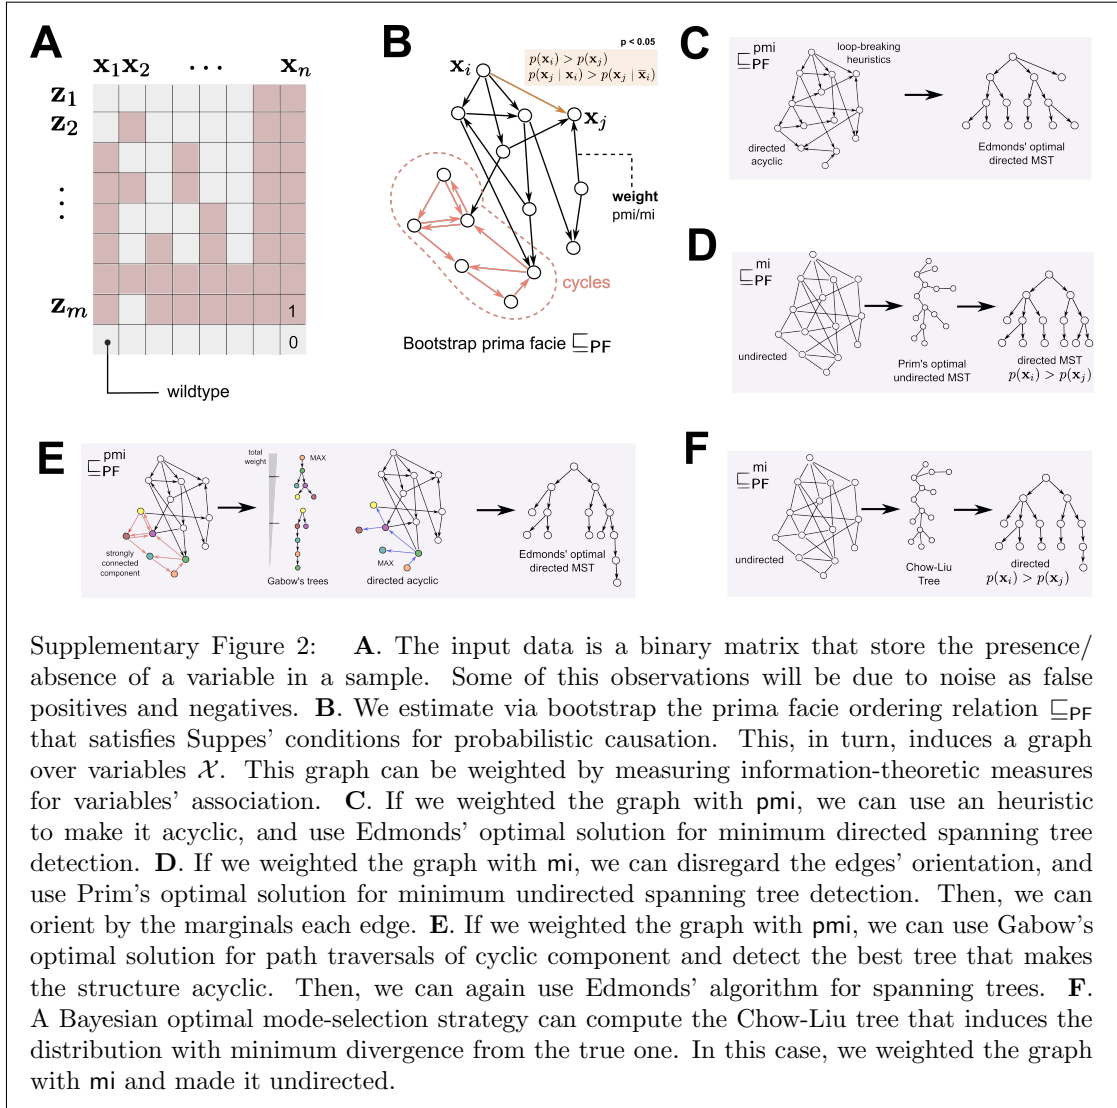 A
x1x2 ... xn
z1
z2
⋮
zm
1
0
wildtype
B
p < 0.05
p(xi) > p(xj)
p(xj | xi) > p(xj | x̄i)
xi
xj
weight
pmi/mi
cycles
Bootstrap prima facie ⊑PF
C
⊑PF pmi
loop-breaking
heuristics
directed
acyclic
Edmonds' optimal
directed MST
D
⊑PF mi
undirected
Prim's optimal
undirected MST
directed MST
p(xi) > p(xj)
E
⊑PF pmi
total
weight
MAX
strongly
connected
component
Gabow's trees
MAX
directed acyclic
Edmonds' optimal
directed MST
F
⊑PF mi
undirected
Chow-Liu
Tree
directed
p(xi) > p(xj)
Supplementary Figure 2: A. The input data is a binary matrix that store the presence/
absence of a variable in a sample. Some of this observations will be due to noise as false
positives and negatives. B. We estimate via bootstrap the prima facie ordering relation ⊑PF
that satisfies Suppes' conditions for probabilistic causation. This, in turn, induces a graph
over variables 𝒳. This graph can be weighted by measuring information-theoretic measures
for variables' association. C. If we weighted the graph with pmi, we can use an heuristic
to make it acyclic, and use Edmonds' optimal solution for minimum directed spanning tree
detection. D. If we weighted the graph with mi, we can disregard the edges' orientation, and
use Prim's optimal solution for minimum undirected spanning tree detection. Then, we can
orient by the marginals each edge. E. If we weighted the graph with pmi, we can use Gabow's
optimal solution for path traversals of cyclic component and detect the best tree that makes
the structure acyclic. Then, we can again use Edmonds' algorithm for spanning trees. F.
A Bayesian optimal mode-selection strategy can compute the Chow-Liu tree that induces the
distribution with minimum divergence from the true one. In this case, we weighted the graph
with mi and made it undirected.